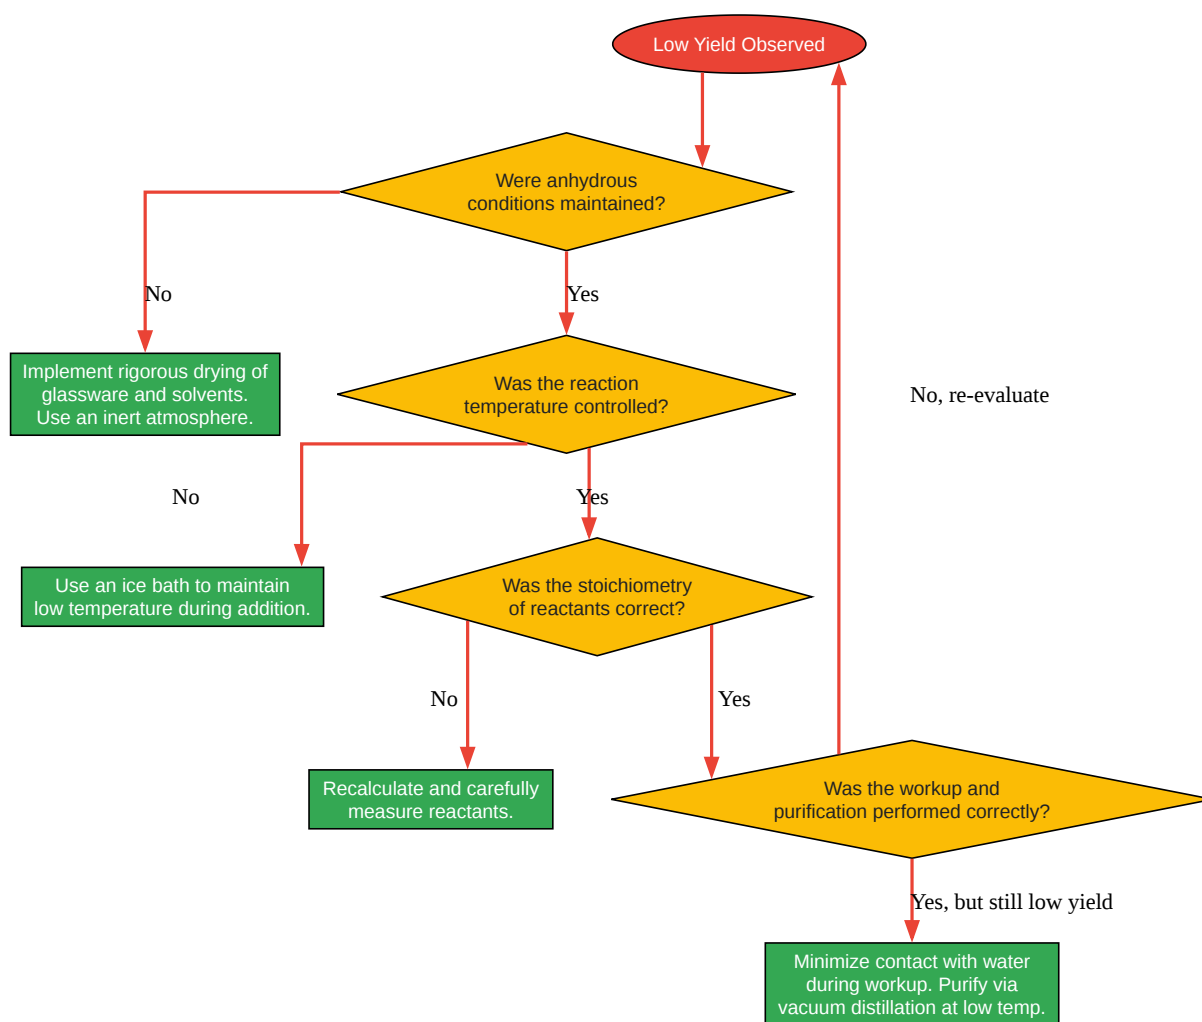 Low Yield Observed
Were anhydrous
conditions maintained?
No
Yes
Implement rigorous drying of
glassware and solvents.
Use an inert atmosphere.
Was the reaction
temperature controlled?
No, re-evaluate
No
Yes
Use an ice bath to maintain
low temperature during addition.
Was the stoichiometry
of reactants correct?
No
Yes
Recalculate and carefully
measure reactants.
Was the workup and
purification performed correctly?
Yes, but still low yield
Minimize contact with water
during workup. Purify via
vacuum distillation at low temp.